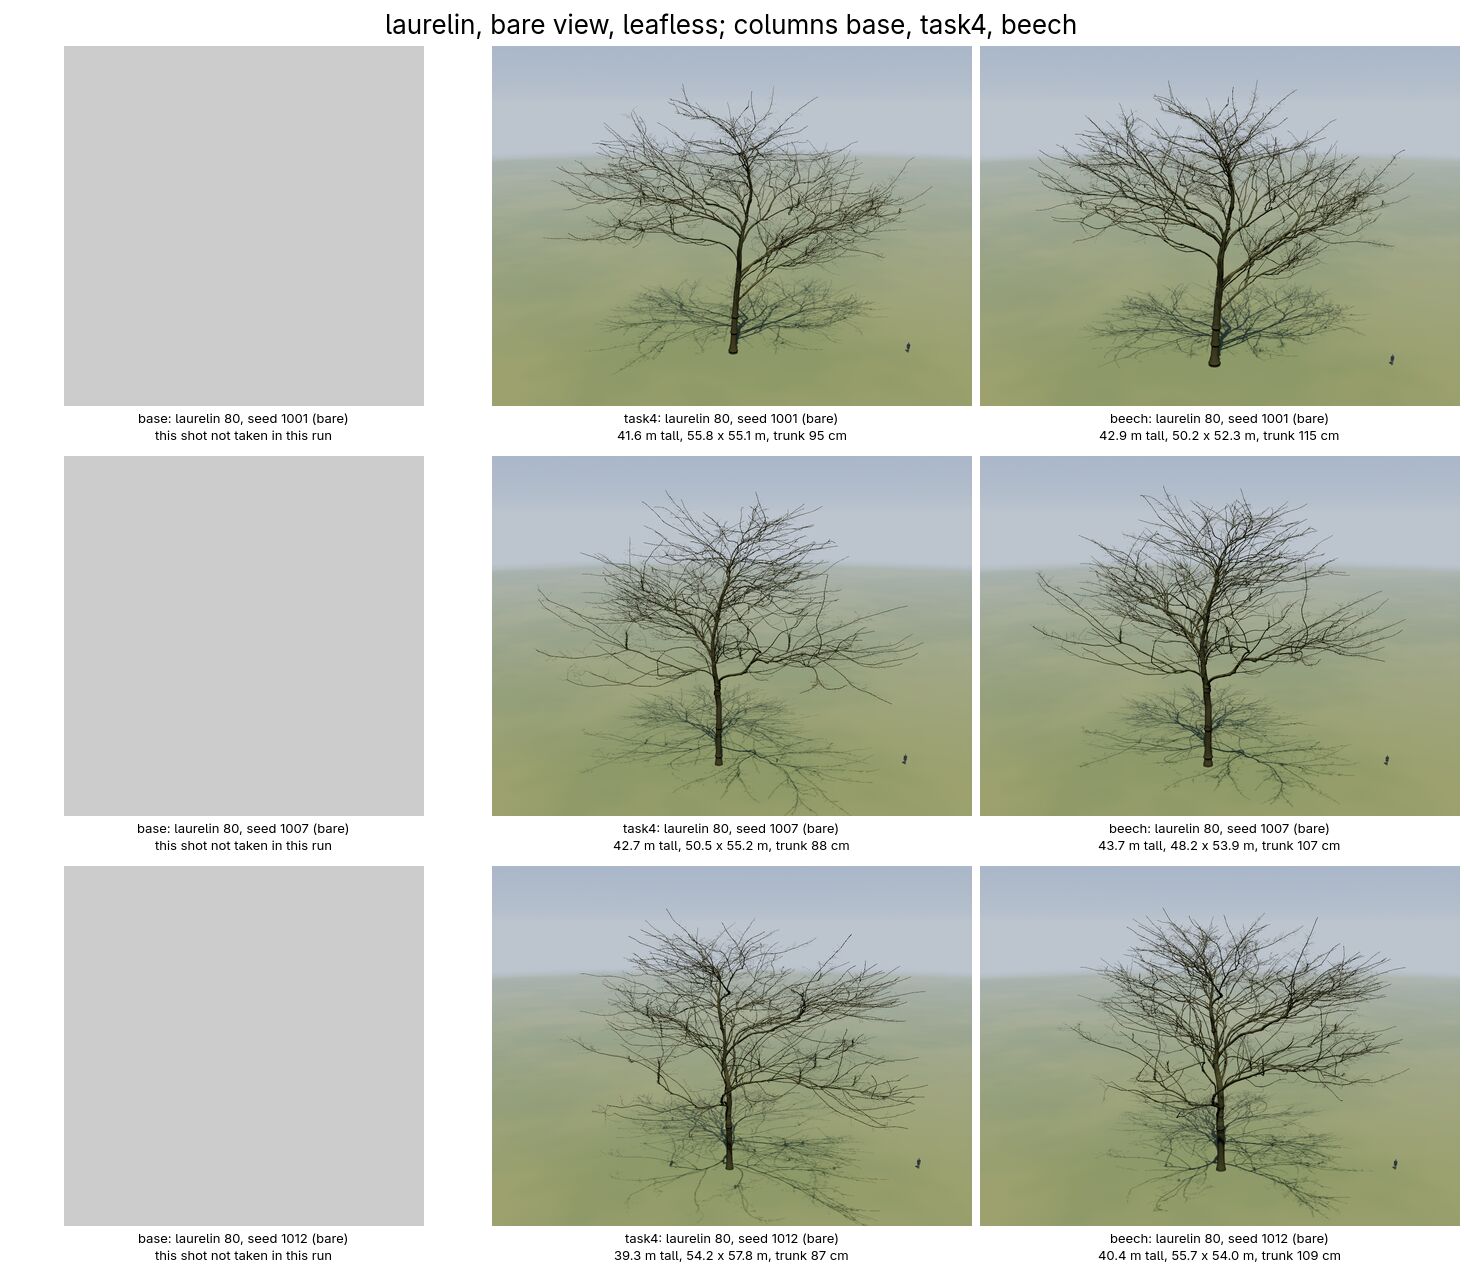 laurelin, bare view, leafless; columns base, task4, beech
base: laurelin 80, seed 1001 (bare)
this shot not taken in this run
task4: laurelin 80, seed 1001 (bare)
41.6 m tall, 55.8 x 55.1 m, trunk 95 cm
beech: laurelin 80, seed 1001 (bare)
42.9 m tall, 50.2 x 52.3 m, trunk 115 cm
base: laurelin 80, seed 1007 (bare)
this shot not taken in this run
task4: laurelin 80, seed 1007 (bare)
42.7 m tall, 50.5 x 55.2 m, trunk 88 cm
beech: laurelin 80, seed 1007 (bare)
43.7 m tall, 48.2 x 53.9 m, trunk 107 cm
base: laurelin 80, seed 1012 (bare)
this shot not taken in this run
task4: laurelin 80, seed 1012 (bare)
39.3 m tall, 54.2 x 57.8 m, trunk 87 cm
beech: laurelin 80, seed 1012 (bare)
40.4 m tall, 55.7 x 54.0 m, trunk 109 cm